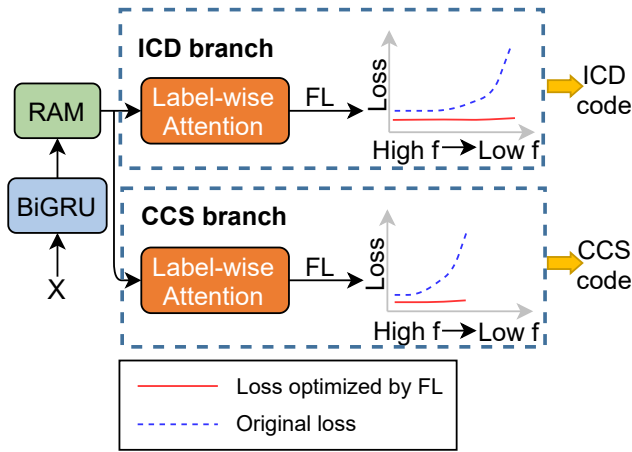 ICD branch
RAM
Label-wise
Attention
FL
Loss
High f
Low f
ICD
code
BiGRU
X
CCS branch
Label-wise
Attention
FL
Loss
High f
Low f
CCS
code
Loss optimized by FL
Original loss